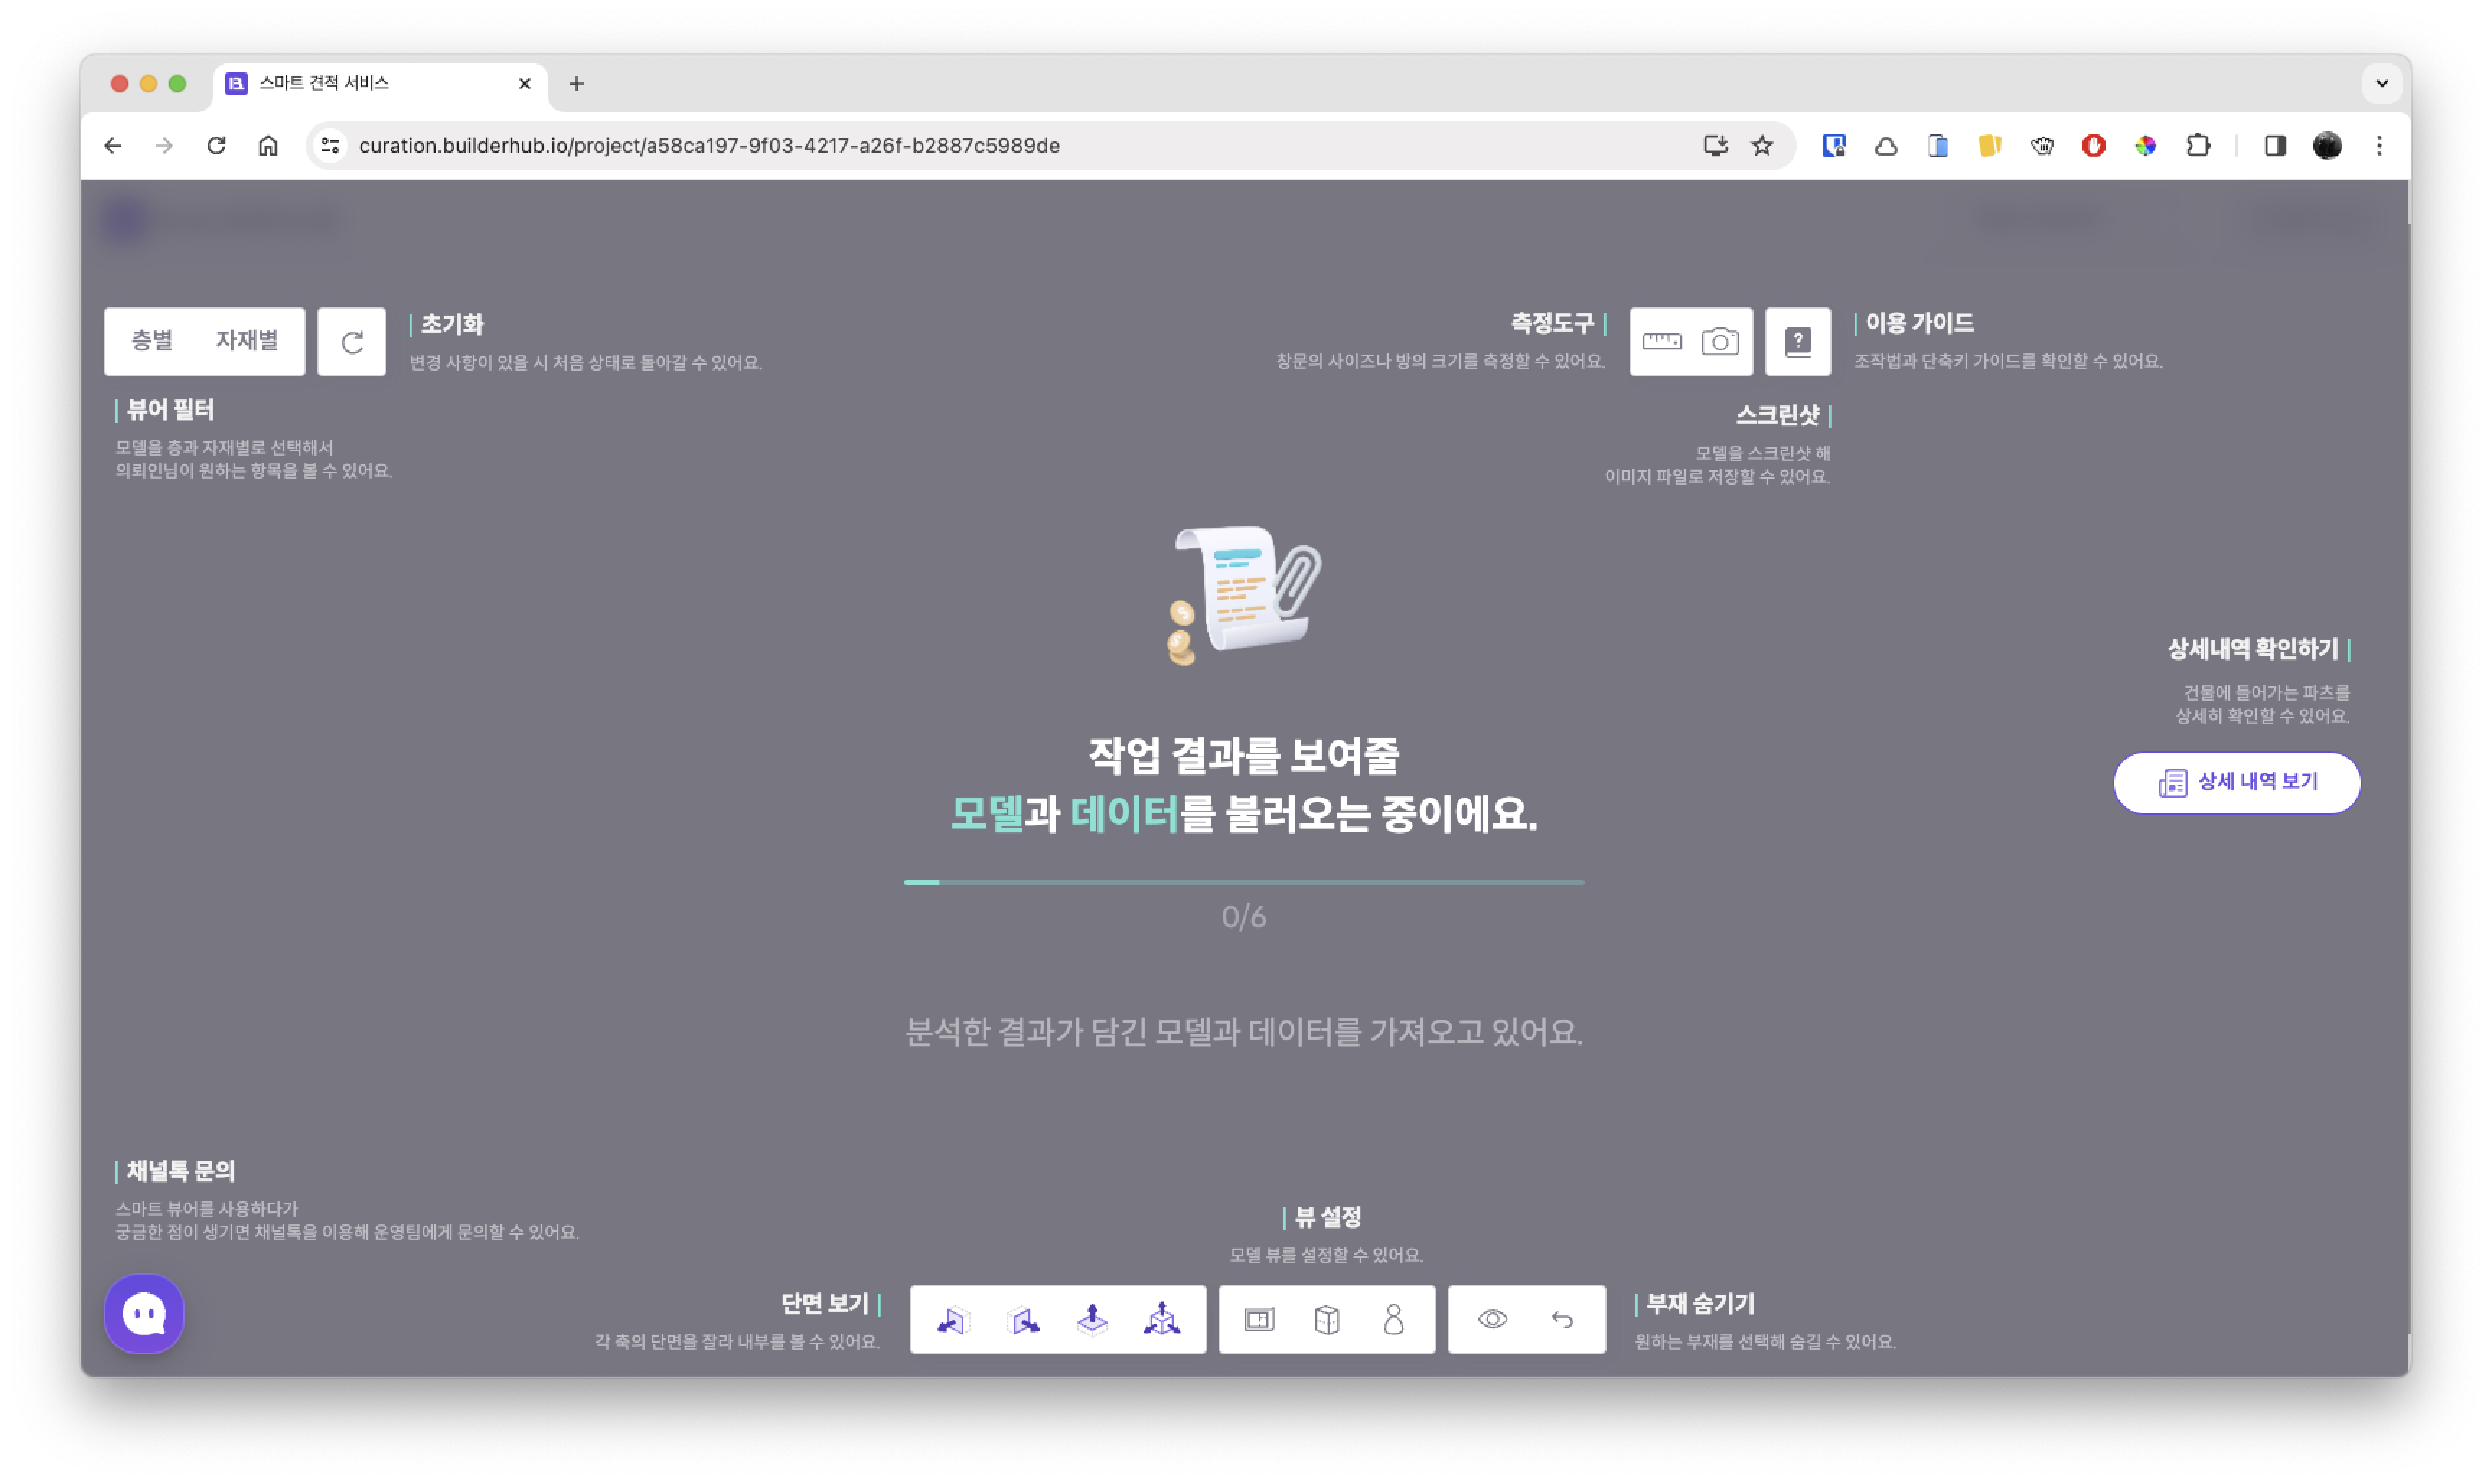 스마트 견적 서비스
curation.builderhub.io/project/a58ca197-9f03-4217-a26f-b2887c5989de
층별 자재별
초기화
변경 사항이 있을 시 처음 상태로 돌아갈 수 있어요.
측정도구
창문의 사이즈나 방의 크기를 측정할 수 있어요.
이용 가이드
조작법과 단축키 가이드를 확인할 수 있어요.
뷰어 필터
모델을 층과 자재별로 선택해서
의뢰인님이 원하는 항목을 볼 수 있어요.
스크린샷
모델을 스크린샷 해
이미지 파일로 저장할 수 있어요.
상세내역 확인하기
건물에 들어가는 파츠를
상세히 확인할 수 있어요.
상세 내역 보기
작업 결과를 보여줄
모델과 데이터를 불러오는 중이에요.
0/6
분석한 결과가 담긴 모델과 데이터를 가져오고 있어요.
채널톡 문의
스마트 뷰어를 사용하다가
궁금한 점이 생기면 채널톡을 이용해 운영팀에게 문의할 수 있어요.
뷰 설정
모델 뷰를 설정할 수 있어요.
단면 보기
각 축의 단면을 잘라 내부를 볼 수 있어요.
부재 숨기기
원하는 부재를 선택해 숨길 수 있어요.